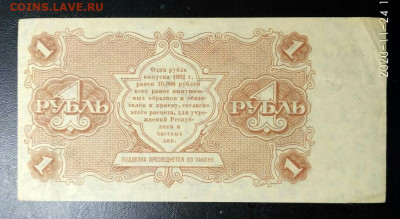 COINS.LAVE.RU
2020-11-24 1
1 1
Один рубль
выпуска 1922 г.
равен 10.000 рублей
всех ранее выпущен-
ных образцов и обяза-
телен к приему, согласно
всего расчета, для учре-
ждений Респуб-
лики и
частных
лиц.
1 РУБЛЬ
1 РУБЛЬ
ПОДДЕЛКА ПРЕСЛЕДУЕТСЯ ПО ЗАКОНУ.
1 1